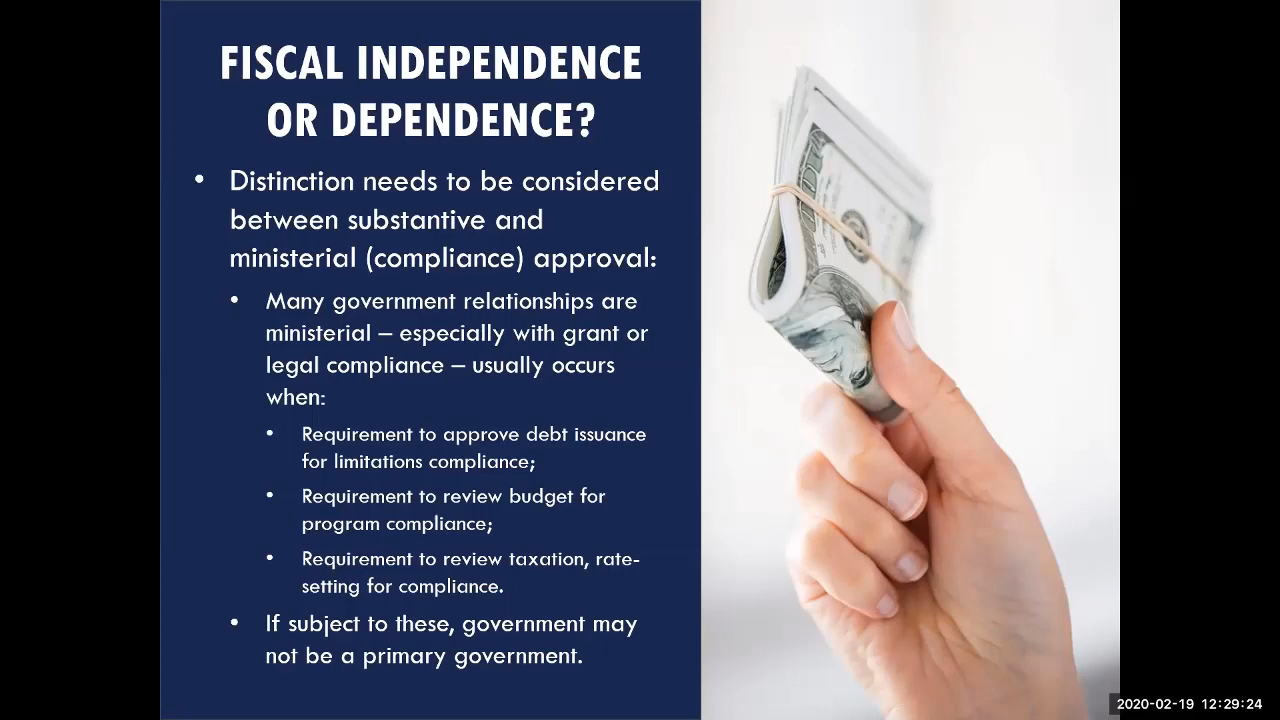 FISCAL INDEPENDENCE
OR DEPENDENCE?
• Distinction needs to be considered
between substantive and
ministerial (compliance) approval:
• Many government relationships are
ministerial – especially with grant or
legal compliance – usually occurs
when:
• Requirement to approve debt issuance
for limitations compliance;
• Requirement to review budget for
program compliance;
• Requirement to review taxation, rate-
setting for compliance.
• If subject to these, government may
not be a primary government.
2020-02-19 12:29:24